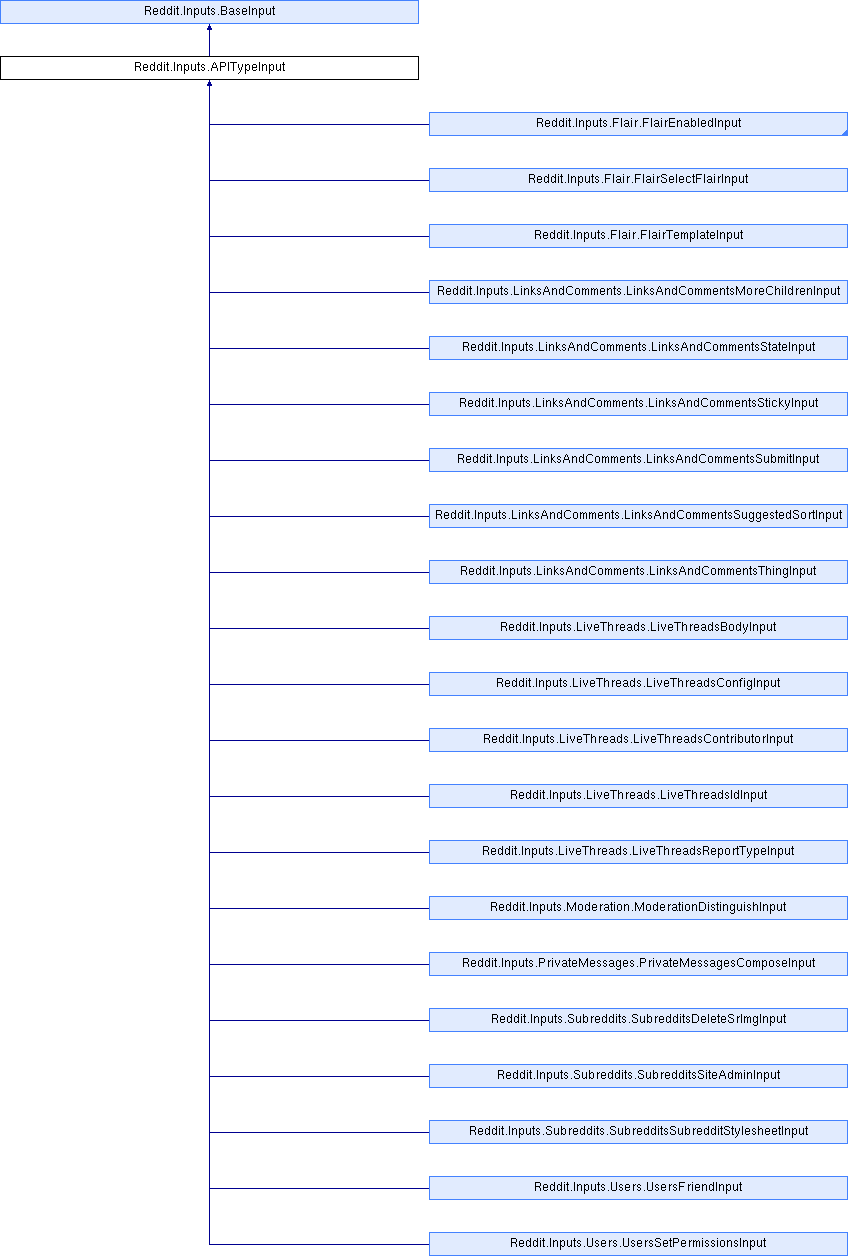 Reddit.Inputs.BaseInput
Reddit.Inputs.APITypeInput
Reddit.Inputs.Flair.FlairEnabledInput
Reddit.Inputs.Flair.FlairSelectFlairInput
Reddit.Inputs.Flair.FlairTemplateInput
Reddit.Inputs.LinksAndComments.LinksAndCommentsMoreChildrenInput
Reddit.Inputs.LinksAndComments.LinksAndCommentsStateInput
Reddit.Inputs.LinksAndComments.LinksAndCommentsStickyInput
Reddit.Inputs.LinksAndComments.LinksAndCommentsSubmitInput
Reddit.Inputs.LinksAndComments.LinksAndCommentsSuggestedSortInput
Reddit.Inputs.LinksAndComments.LinksAndCommentsThingInput
Reddit.Inputs.LiveThreads.LiveThreadsBodyInput
Reddit.Inputs.LiveThreads.LiveThreadsConfigInput
Reddit.Inputs.LiveThreads.LiveThreadsContributorInput
Reddit.Inputs.LiveThreads.LiveThreadsIdInput
Reddit.Inputs.LiveThreads.LiveThreadsReportTypeInput
Reddit.Inputs.Moderation.ModerationDistinguishInput
Reddit.Inputs.PrivateMessages.PrivateMessagesComposeInput
Reddit.Inputs.Subreddits.SubredditsDeleteSrImgInput
Reddit.Inputs.Subreddits.SubredditsSiteAdminInput
Reddit.Inputs.Subreddits.SubredditsSubredditStylesheetInput
Reddit.Inputs.Users.UsersFriendInput
Reddit.Inputs.Users.UsersSetPermissionsInput